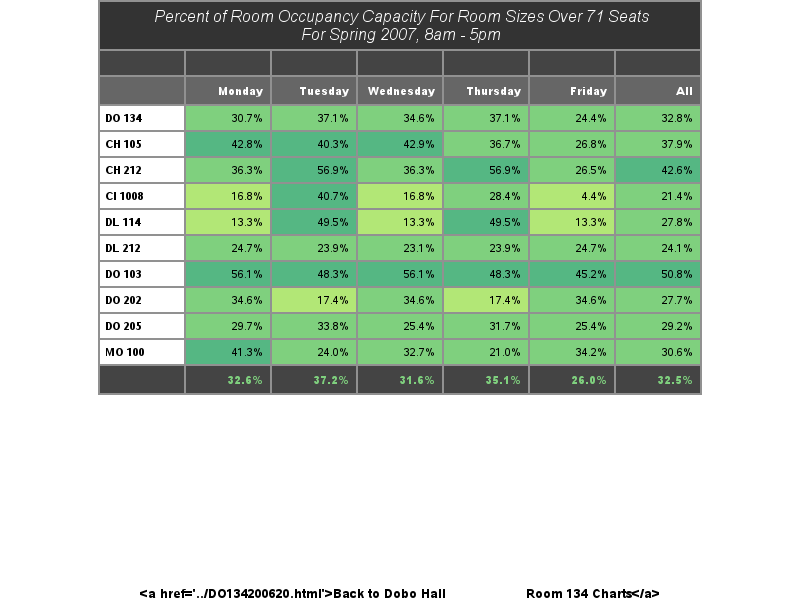 Percent of Room Occupancy Capacity For Room Sizes Over 71 Seats
For Spring 2007, 8am - 5pm
Monday Tuesday Wednesday Thursday Friday All
DO 134 30.7% 37.1% 34.6% 37.1% 24.4% 32.8%
CH 105 42.8% 40.3% 42.9% 36.7% 26.8% 37.9%
CH 212 36.3% 56.9% 36.3% 56.9% 26.5% 42.6%
CI 1008 16.8% 40.7% 16.8% 28.4% 4.4% 21.4%
DL 114 13.3% 49.5% 13.3% 49.5% 13.3% 27.8%
DL 212 24.7% 23.9% 23.1% 23.9% 24.7% 24.1%
DO 103 56.1% 48.3% 56.1% 48.3% 45.2% 50.8%
DO 202 34.6% 17.4% 34.6% 17.4% 34.6% 27.7%
DO 205 29.7% 33.8% 25.4% 31.7% 25.4% 29.2%
MO 100 41.3% 24.0% 32.7% 21.0% 34.2% 30.6%
32.6% 37.2% 31.6% 35.1% 26.0% 32.5%
<a href='../DO134200620.html'>Back to Dobo Hall Room 134 Charts</a>